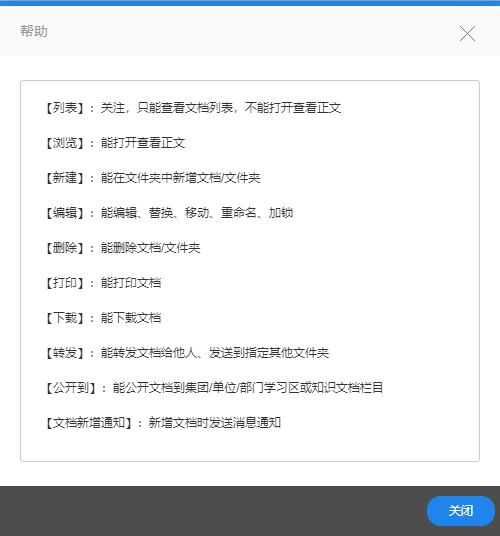 帮助
【列表】：关注，只能查看文档列表，不能打开查看正文
【浏览】：能打开查看正文
【新建】：能在文件夹中新增文档/文件夹
【编辑】：能编辑、替换、移动、重命名、加锁
【删除】：能删除文档/文件夹
【打印】：能打印文档
【下载】：能下载文档
【转发】：能转发文档给他人、发送到指定其他文件夹
【公开到】：能公开文档到集团/单位/部门学习区或知识文档栏目
【文档新增通知】：新增文档时发送消息通知
关闭